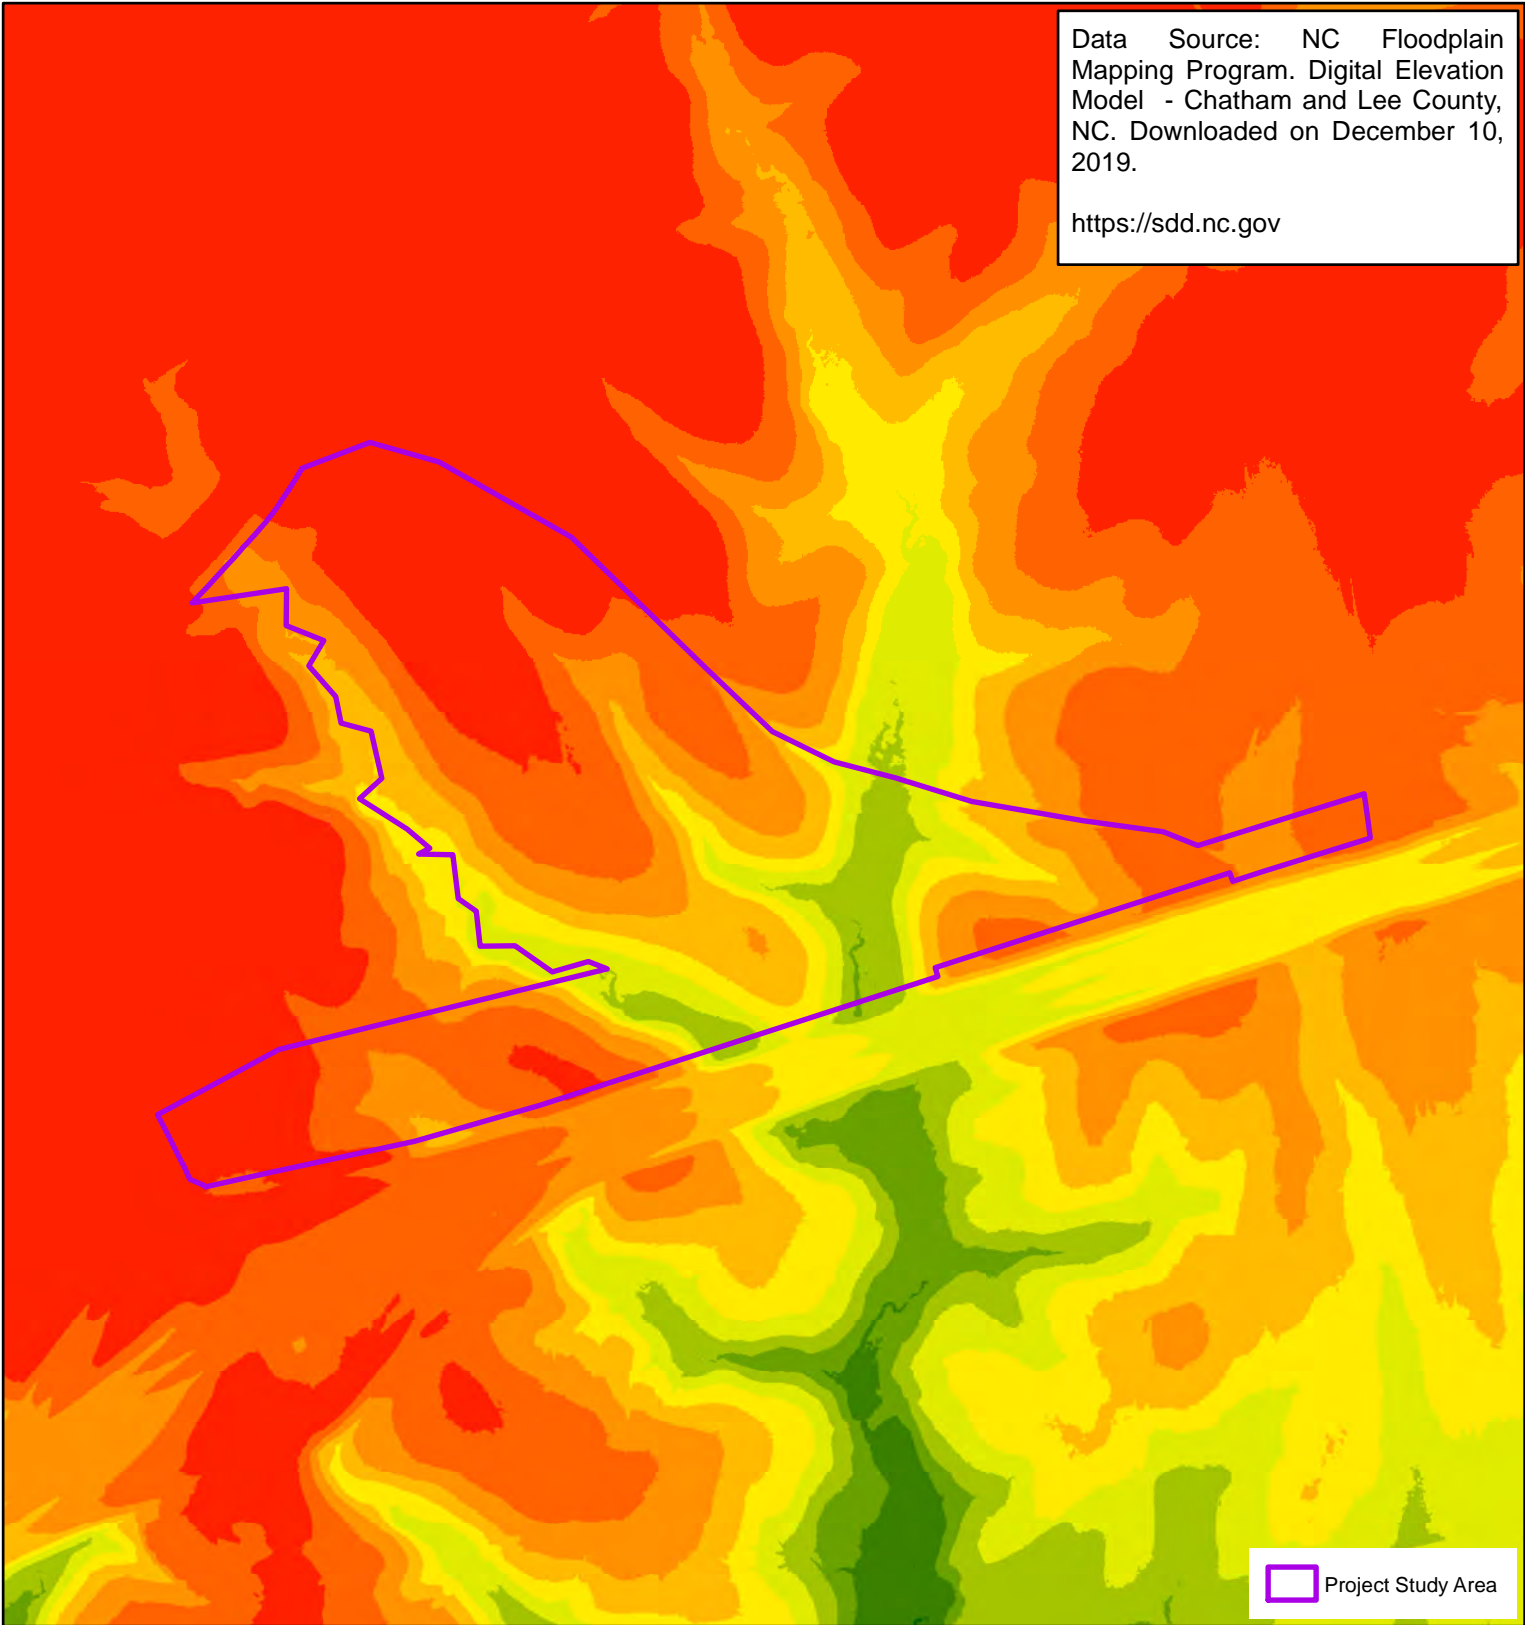 Data Source: NC Floodplain
Mapping Program. Digital Elevation
Model - Chatham and Lee County,
NC. Downloaded on December 10,
2019.
https://sdd.nc.gov
Project Study Area